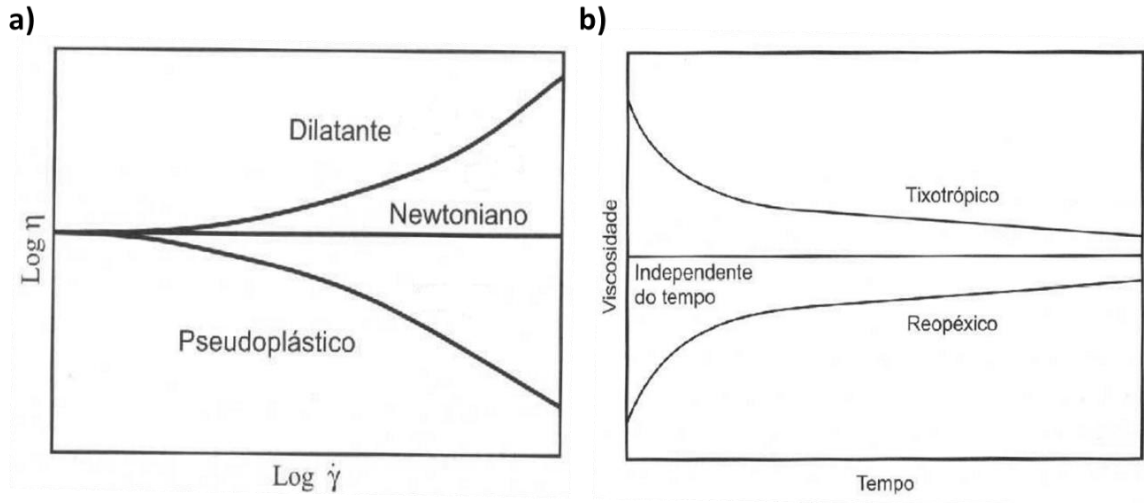 a)
Dilatante
Newtoniano
Pseudoplástico
Log η
Log γ̇
b)
Tixotrópico
Independente
do tempo
Reopéxico
Viscosidade
Tempo